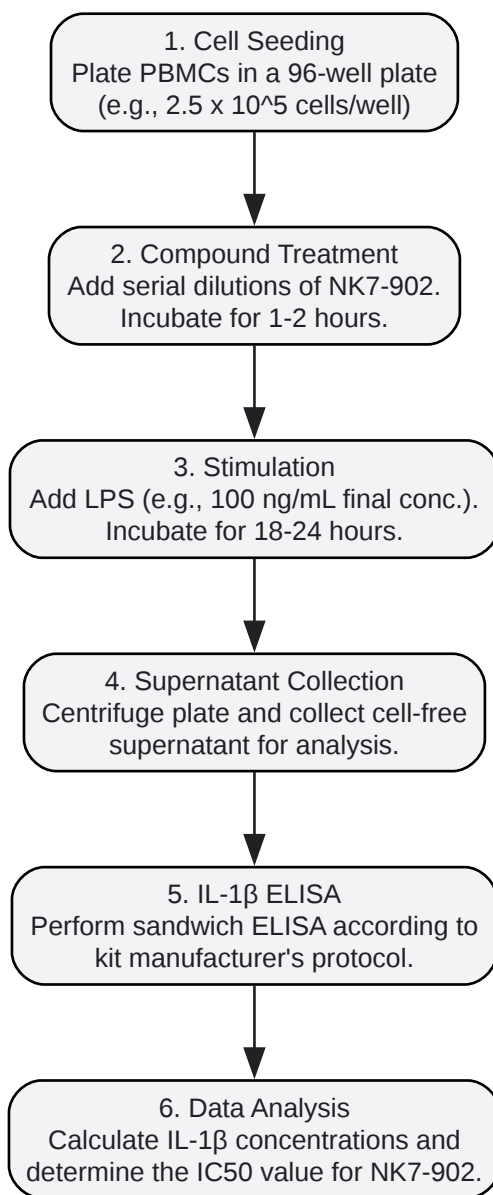 1. Cell Seeding
Plate PBMCs in a 96-well plate
(e.g., 2.5 x 10^5 cells/well)
2. Compound Treatment
Add serial dilutions of NK7-902.
Incubate for 1-2 hours.
3. Stimulation
Add LPS (e.g., 100 ng/mL final conc.).
Incubate for 18-24 hours.
4. Supernatant Collection
Centrifuge plate and collect cell-free
supernatant for analysis.
5. IL-1β ELISA
Perform sandwich ELISA according to
kit manufacturer's protocol.
6. Data Analysis
Calculate IL-1β concentrations and
determine the IC50 value for NK7-902.